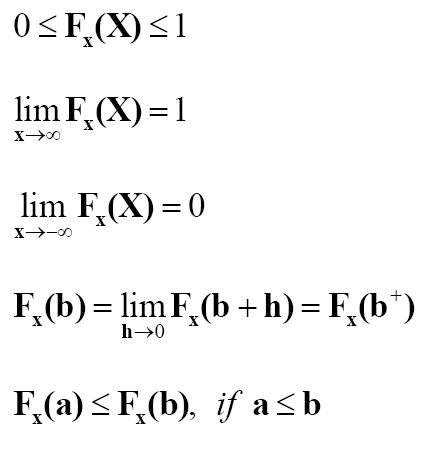 0 ≤ Fₓ(X) ≤ 1
lim Fₓ(X) = 1
x→∞
lim Fₓ(X) = 0
x→-∞
Fₓ(b) = lim Fₓ(b + h) = Fₓ(b⁺)
h→0
Fₓ(a) ≤ Fₓ(b), if a ≤ b